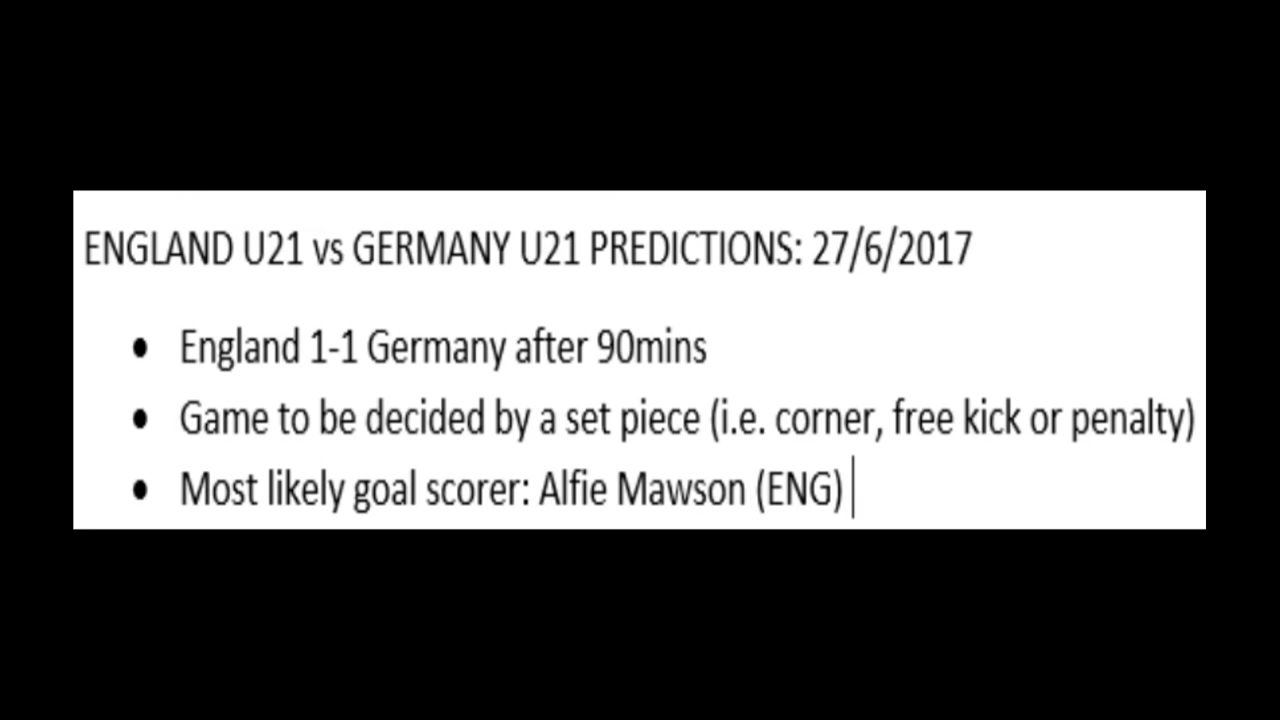 ENGLAND U21 vs GERMANY U21 PREDICTIONS: 27/6/2017
• England 1-1 Germany after 90mins
• Game to be decided by a set piece (i.e. corner, free kick or penalty)
• Most likely goal scorer: Alfie Mawson (ENG)